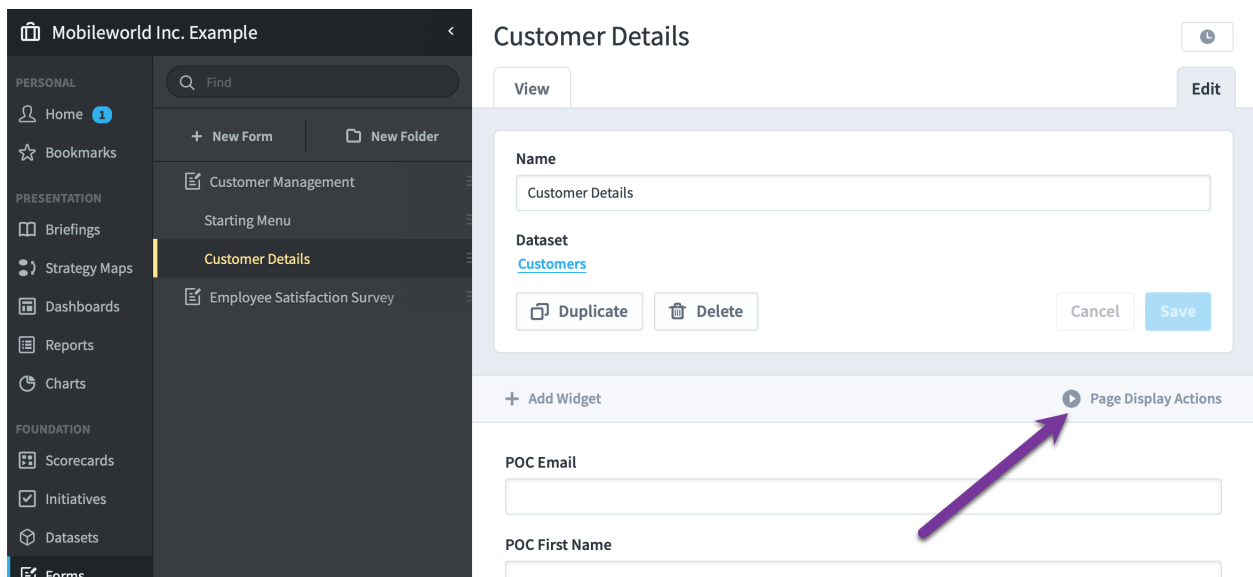 Mobileworld Inc. Example
PERSONAL
Home 1
Bookmarks
PRESENTATION
Briefings
Strategy Maps
Dashboards
Reports
Charts
FOUNDATION
Scorecards
Initiatives
Datasets
Forms
Find
New Form
New Folder
Customer Management
Starting Menu
Customer Details
Employee Satisfaction Survey
Customer Details
View
Edit
Name
Customer Details
Dataset
Customers
Duplicate
Delete
Cancel
Save
Add Widget
Page Display Actions
POC Email
POC First Name